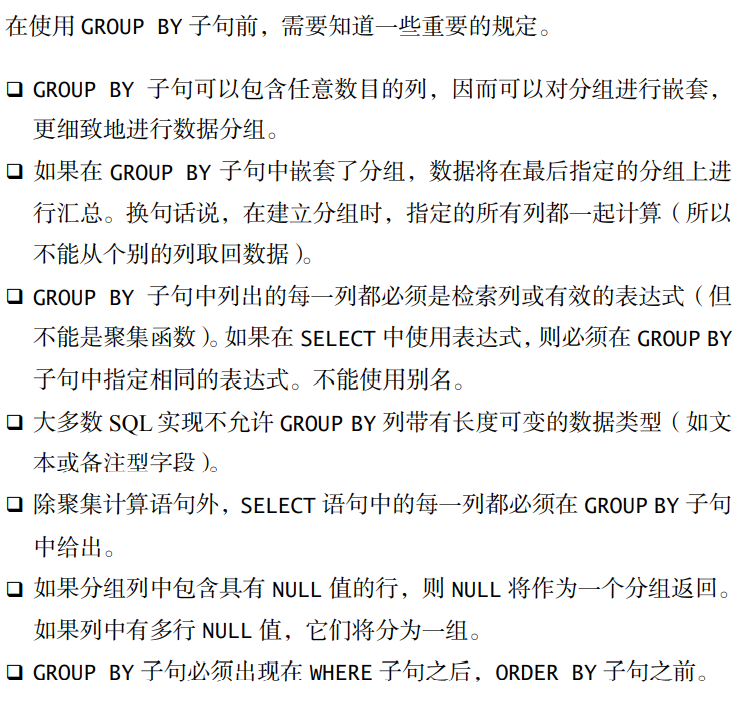 在使用 GROUP BY 子句前，需要知道一些重要的规定。
❑ GROUP BY 子句可以包含任意数目的列，因而可以对分组进行嵌套，
更细致地进行数据分组。
❑ 如果在 GROUP BY 子句中嵌套了分组，数据将在最后指定的分组上进
行汇总。换句话说，在建立分组时，指定的所有列都一起计算（所以
不能从个别的列取回数据）。
❑ GROUP BY 子句中列出的每一列都必须是检索列或有效的表达式（但
不能是聚集函数）。如果在 SELECT 中使用表达式，则必须在 GROUP BY
子句中指定相同的表达式。不能使用别名。
❑ 大多数 SQL 实现不允许 GROUP BY 列带有长度可变的数据类型（如文
本或备注型字段）。
❑ 除聚集计算语句外，SELECT 语句中的每一列都必须在 GROUP BY 子句
中给出。
❑ 如果分组列中包含具有 NULL 值的行，则 NULL 将作为一个分组返回。
如果列中有多行 NULL 值，它们将分为一组。
❑ GROUP BY 子句必须出现在 WHERE 子句之后，ORDER BY 子句之前。